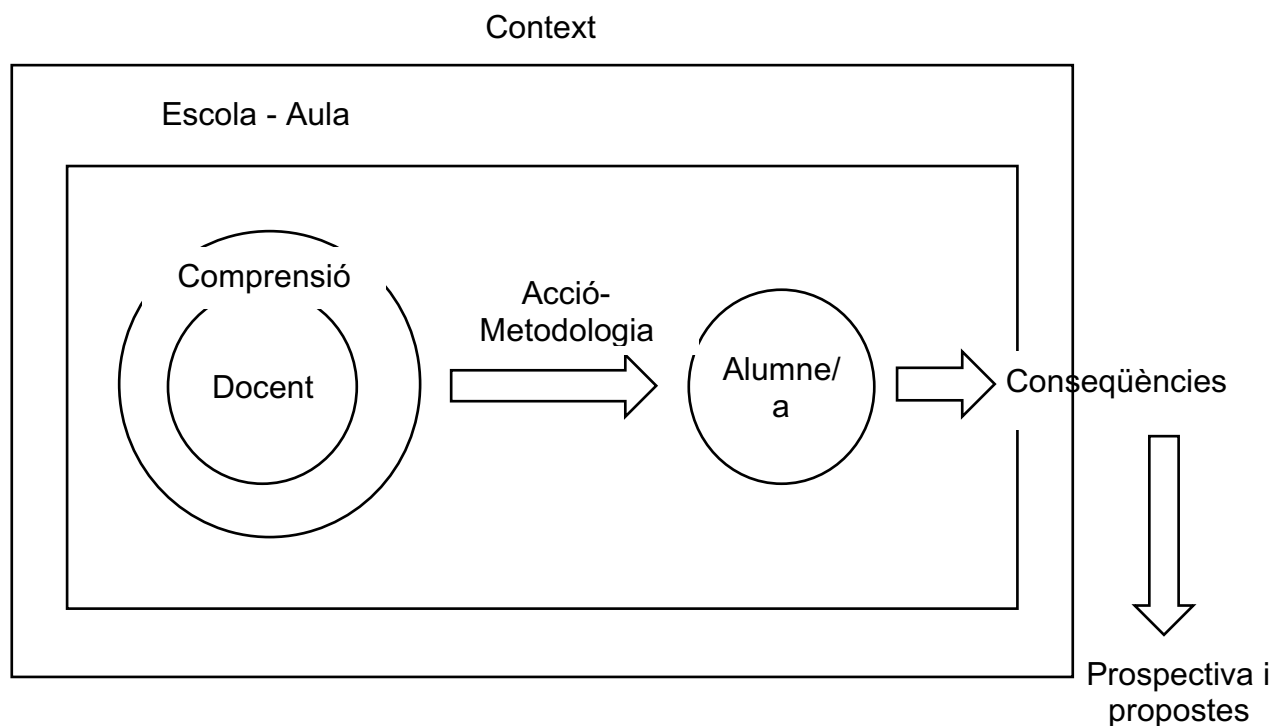 Context
Escola - Aula
Comprensió
Docent
Acció-
Metodologia
Alumne/
a
Conseqüències
Prospectiva i
propostes